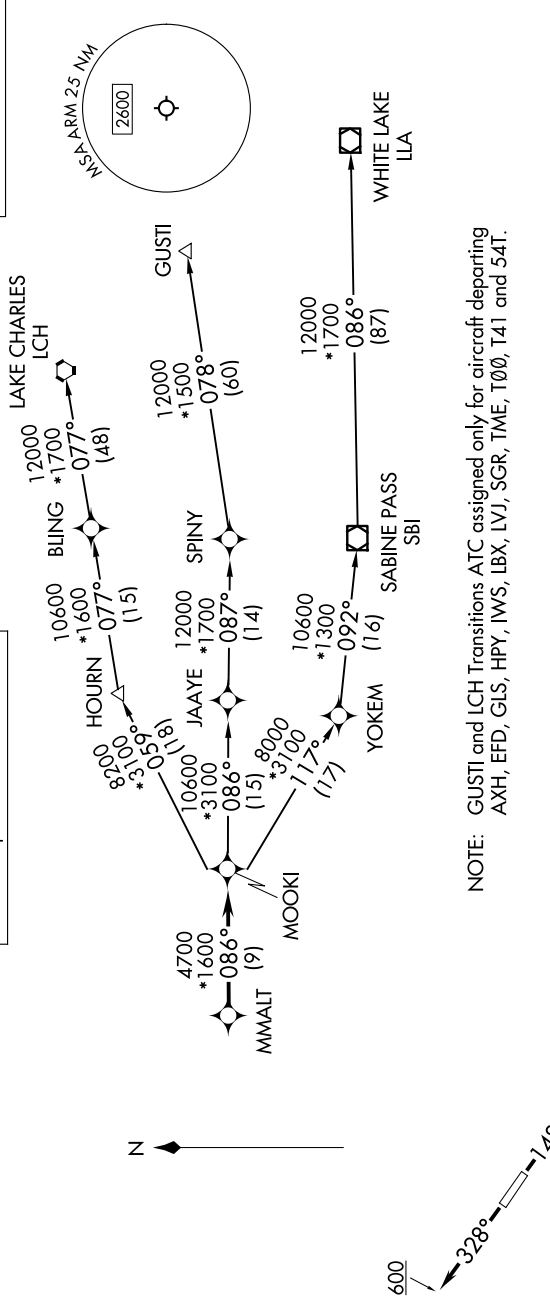 MSA ARM 25 NM
2600
LAKE CHARLES
LCH
12000
*1700
077°
(48)
BLING
10600
*1600
077°
(15)
HOURN
8200
*3100
059°
(18)
GUSTI
12000
*1500
078°
(60)
SPINY
12000
*1700
087°
(14)
JAAYE
10600
*3100
086°
(15)
WHITE LAKE
LLA
12000
*1700
086°
(87)
SABINE PASS
SBI
10600
*1300
092°
(16)
YOKEM
8000
*3100
117°
(17)
MOOKI
4700
*1600
086°
(9)
MMALT
N
NOTE: GUSTI and LCH Transitions ATC assigned only for aircraft departing
AXH, EFD, GLS, HPY, IWS, LBX, LVJ, SGR, TME, T00, T41 and 54T.
600
328°